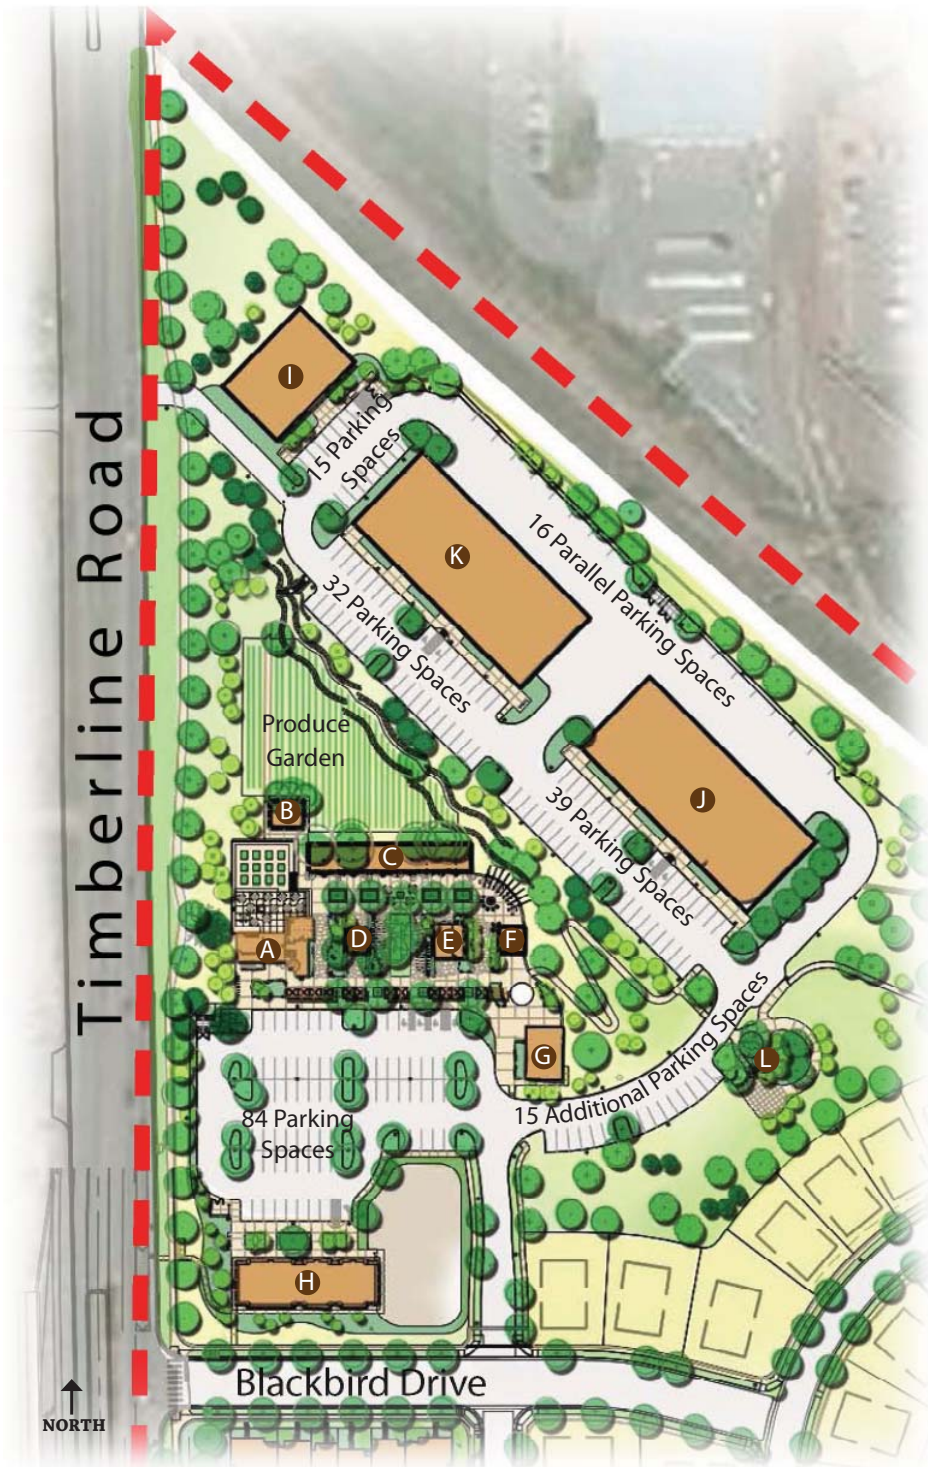 I
15 Parking
Spaces
K
16 Parallel Parking Spaces
32 Parking Spaces
Timberline Road
Produce
Garden
J
B
39 Parking Spaces
C
A
D
E
F
G
L
15 Additional Parking Spaces
84 Parking
Spaces
H
Blackbird Drive
NORTH